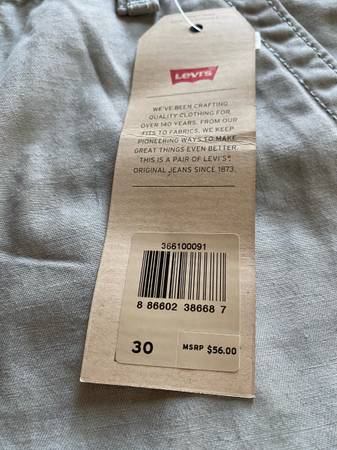 Levi's
WE'VE BEEN CRAFTING
QUALITY CLOTHING FOR
OVER 140 YEARS. FROM OUR
FITS TO FABRICS, WE KEEP
PIONEERING WAYS TO MAKE
GREAT THINGS EVEN BETTER.
THIS IS A PAIR OF LEVI'S®
ORIGINAL JEANS SINCE 1873.
366100091
8 86602 38668 7
30
MSRP $56.00